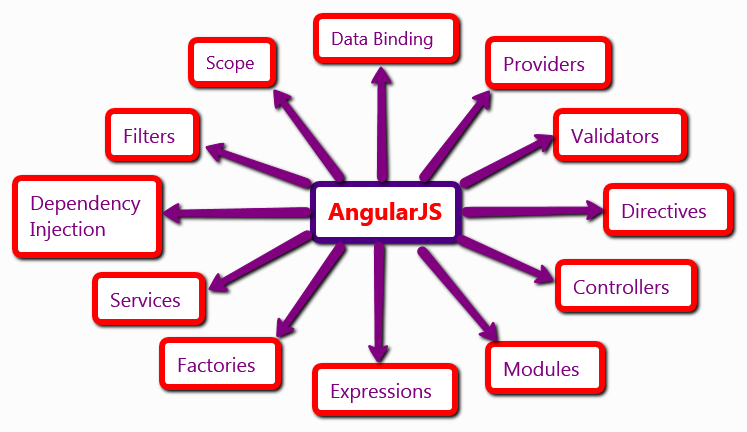 Data Binding
Scope
Providers
Filters
Validators
Dependency
Injection
AngularJS
Directives
Services
Controllers
Factories
Modules
Expressions